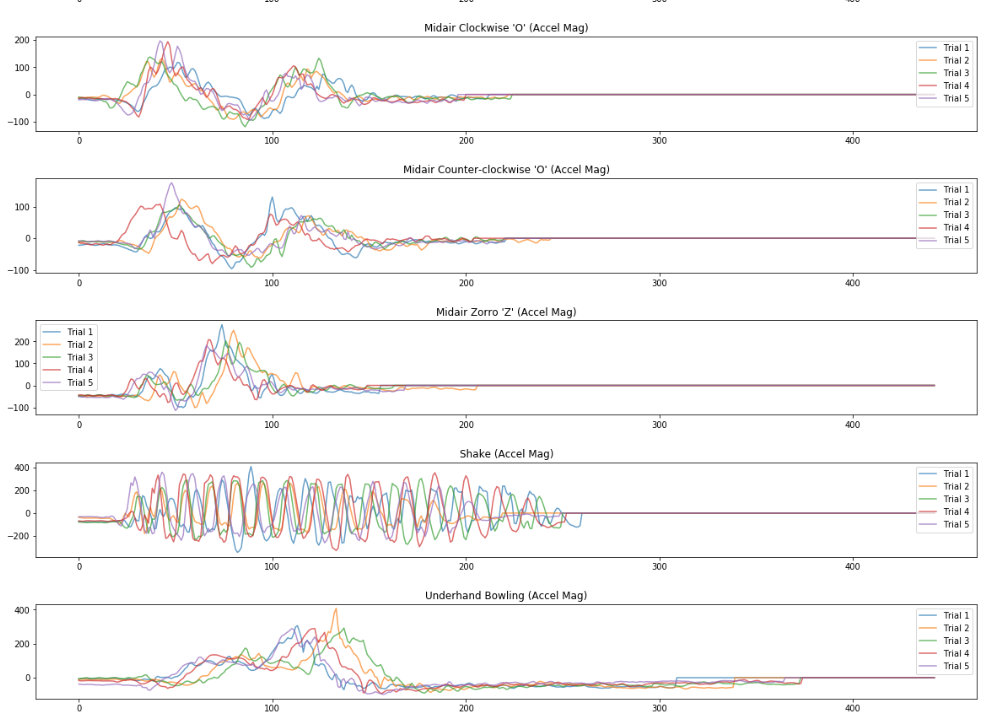 0 100 200 300 400
Midair Clockwise 'O' (Accel Mag)
200
100
0
−100
Trial 1
Trial 2
Trial 3
Trial 4
Trial 5
0 100 200 300 400
Midair Counter-clockwise 'O' (Accel Mag)
100
0
−100
Trial 1
Trial 2
Trial 3
Trial 4
Trial 5
0 100 200 300 400
Midair Zorro 'Z' (Accel Mag)
200
100
0
−100
Trial 1
Trial 2
Trial 3
Trial 4
Trial 5
0 100 200 300 400
Shake (Accel Mag)
400
200
0
−200
Trial 1
Trial 2
Trial 3
Trial 4
Trial 5
0 100 200 300 400
Underhand Bowling (Accel Mag)
400
200
0
Trial 1
Trial 2
Trial 3
Trial 4
Trial 5
0 100 200 300 400